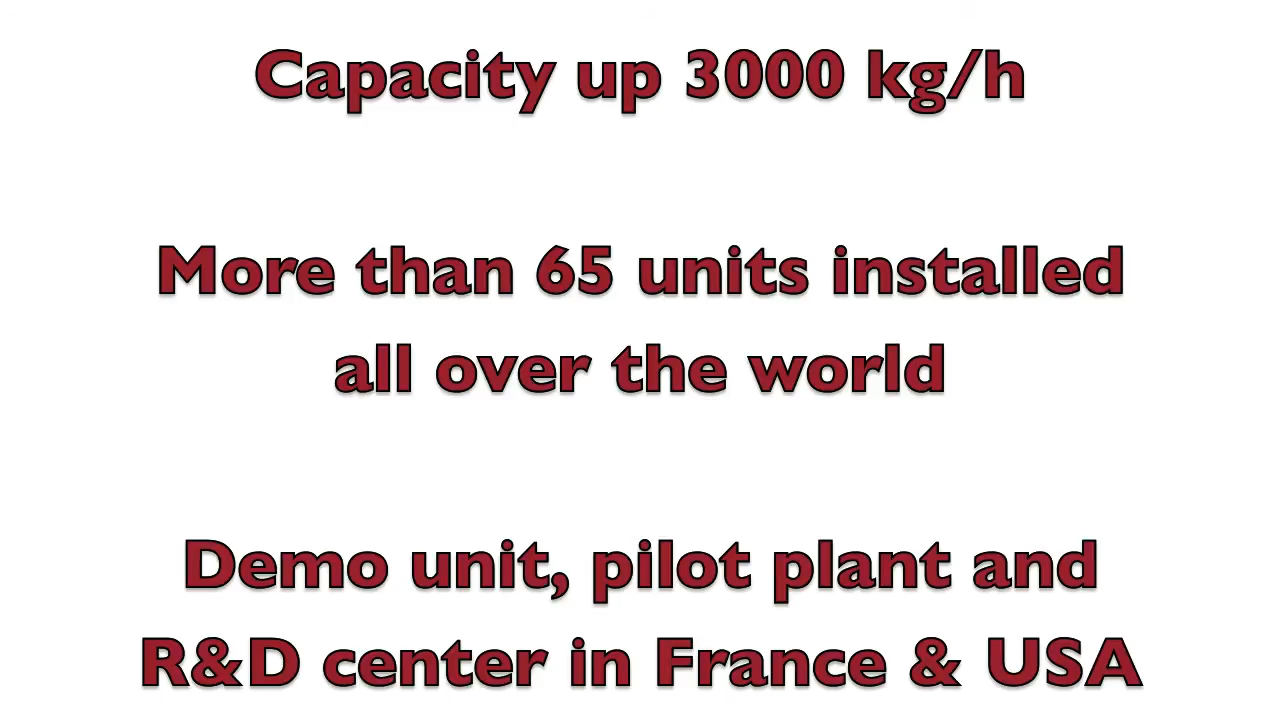 Capacity up 3000 kg/h
More than 65 units installed
all over the world
Demo unit, pilot plant and
R&D center in France & USA